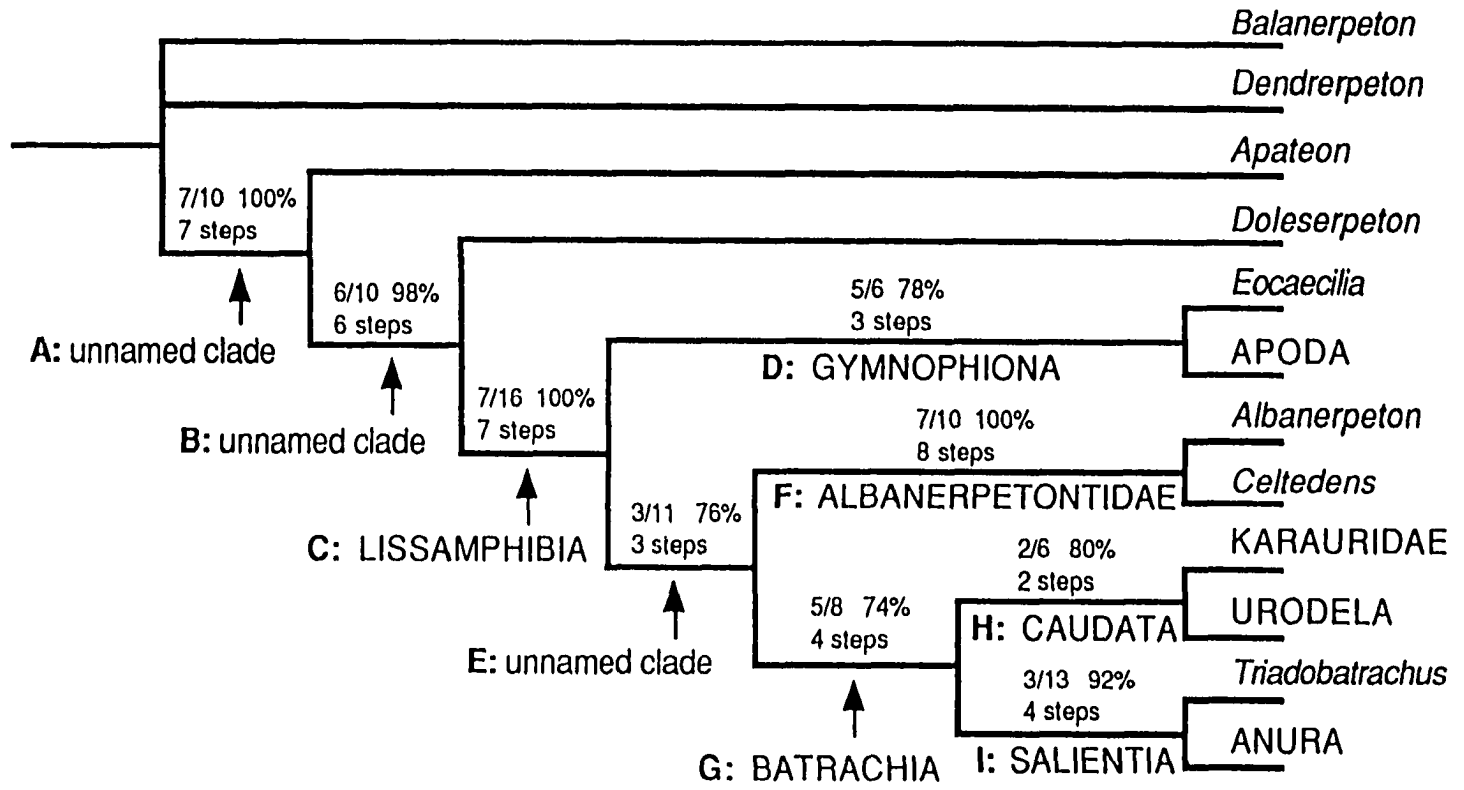 Balanerpeton
Dendrerpeton
Apateon
7/10 100%
7 steps
Doleserpeton
6/10 98%
6 steps
5/6 78%
3 steps
Eocaecilia
A: unnamed clade
D: GYMNOPHIONA
APODA
7/16 100%
7 steps
7/10 100%
8 steps
Albanerpeton
B: unnamed clade
F: ALBANERPETONTIDAE
Celtedens
3/11 76%
3 steps
C: LISSAMPHIBIA
2/6 80%
2 steps
KARAURIDAE
5/8 74%
4 steps
H: CAUDATA
URODELA
E: unnamed clade
3/13 92%
4 steps
Triadobatrachus
G: BATRACHIA
I: SALIENTIA
ANURA